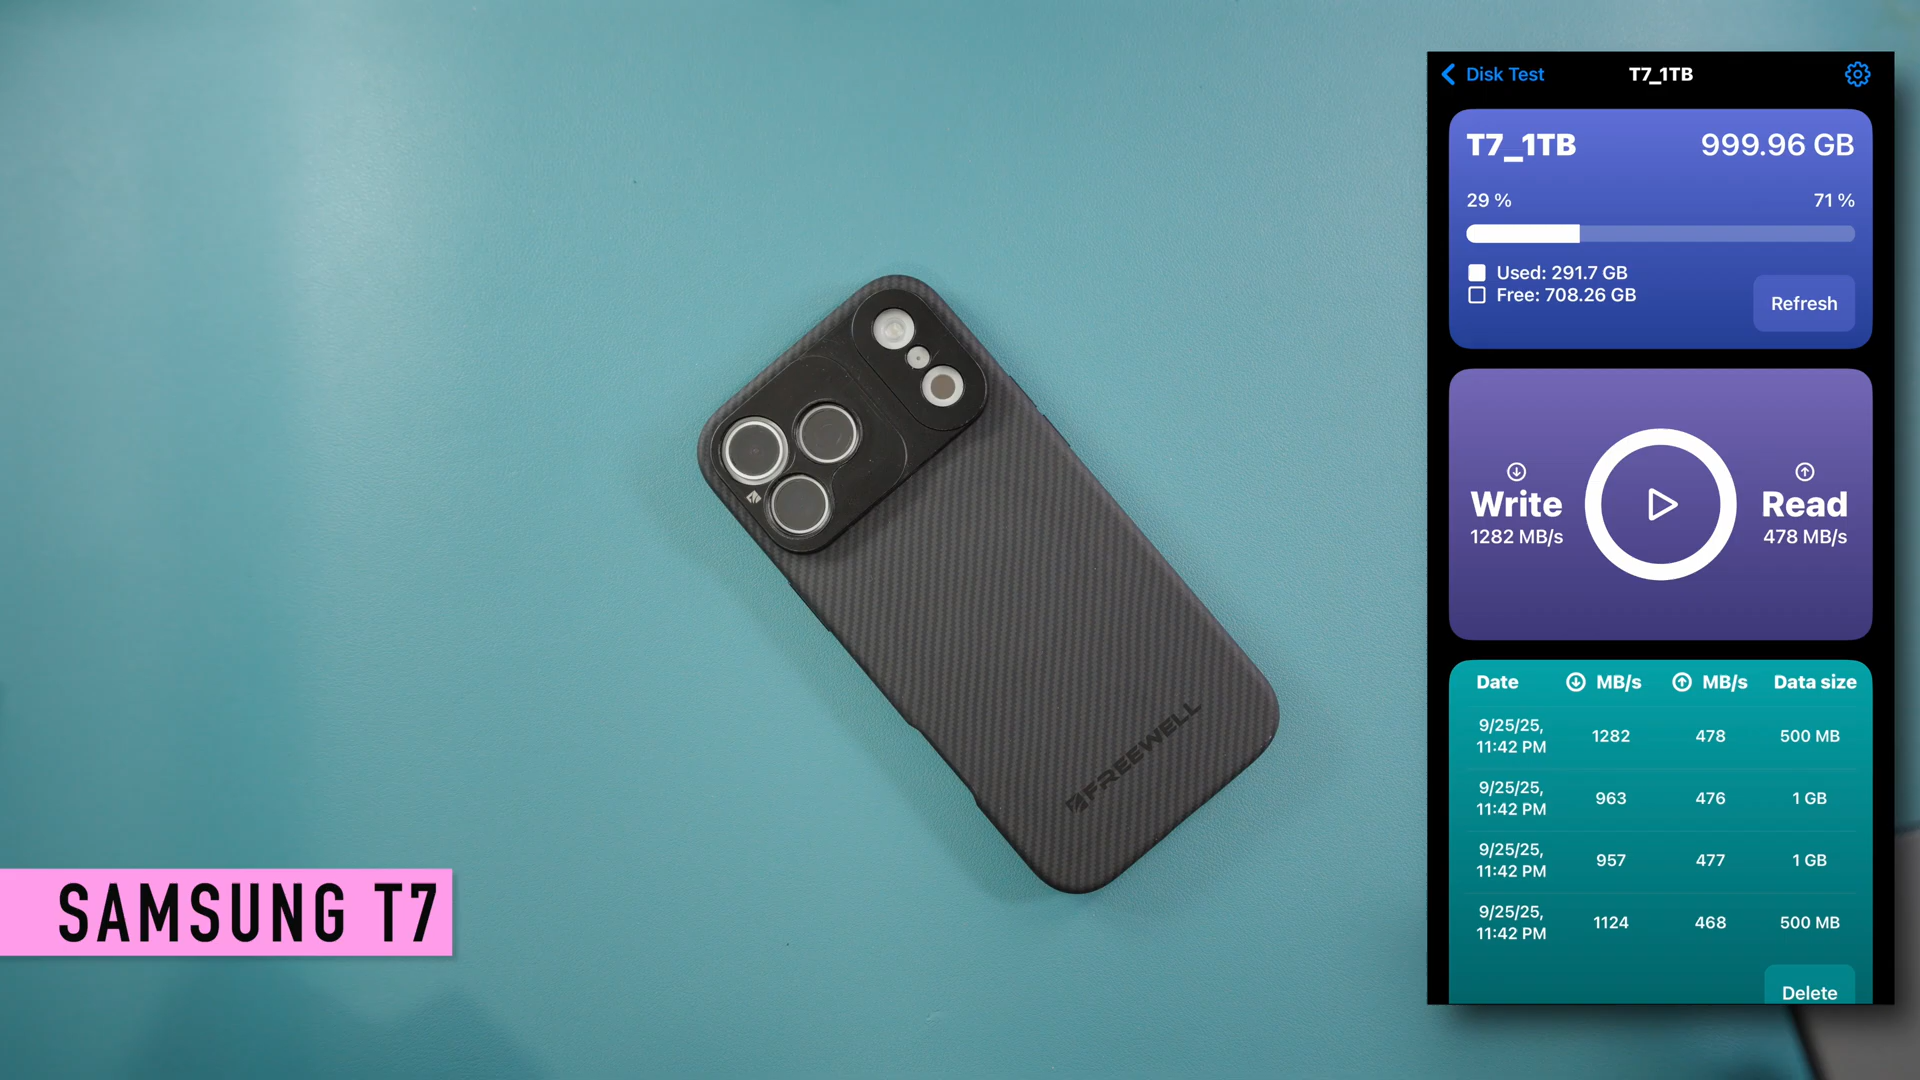 Disk Test
T7_1TB
T7_1TB
999.96 GB
29 %
71 %
Used: 291.7 GB
Free: 708.26 GB
Refresh
Write
1282 MB/s
Read
478 MB/s
Date MB/s MB/s Data size
9/25/25,
11:42 PM 1282 478 500 MB
9/25/25,
11:42 PM 963 476 1 GB
9/25/25,
11:42 PM 957 477 1 GB
9/25/25,
11:42 PM 1124 468 500 MB
Delete
FREEWELL
SAMSUNG T7